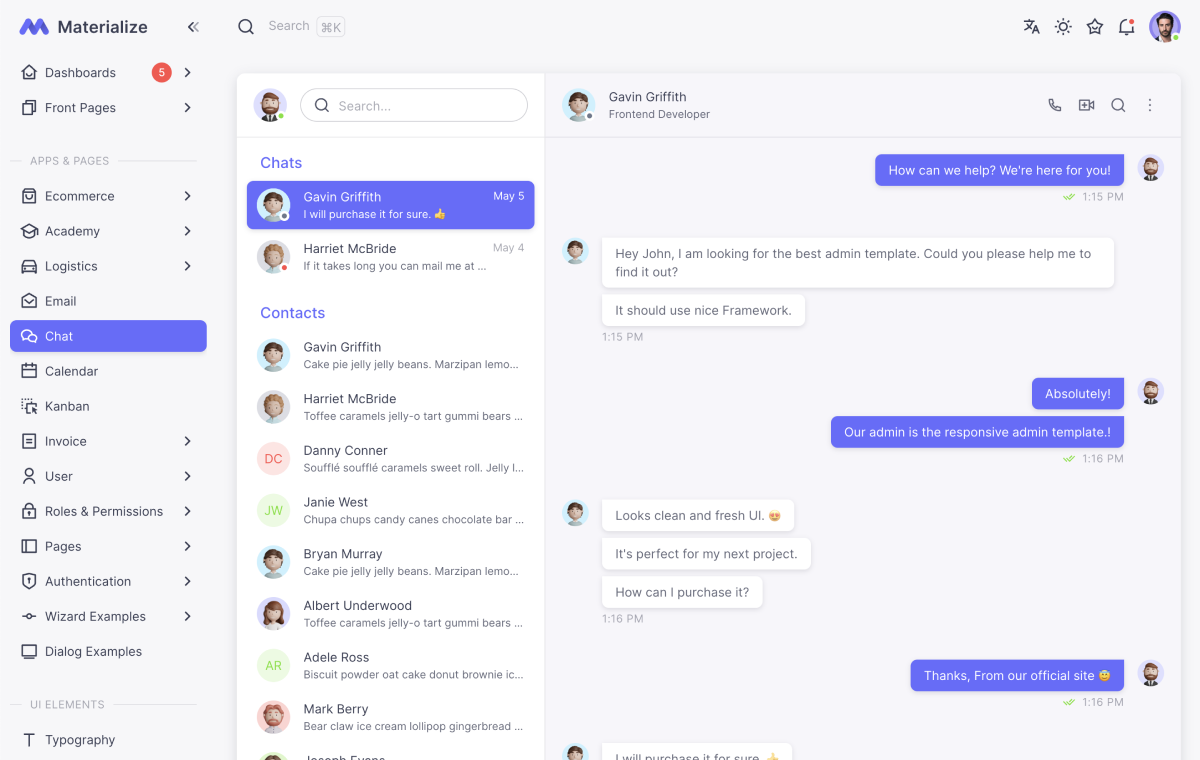 Materialize
Search ⌘K
Dashboards 5
Front Pages
APPS & PAGES
Ecommerce
Academy
Logistics
Email
Chat
Calendar
Kanban
Invoice
User
Roles & Permissions
Pages
Authentication
Wizard Examples
Dialog Examples
UI ELEMENTS
Typography
Search...
Chats
Gavin Griffith May 5
I will purchase it for sure. 👍
Harriet McBride May 4
If it takes long you can mail me at ...
Contacts
Gavin Griffith
Cake pie jelly jelly beans. Marzipan lemo...
Harriet McBride
Toffee caramels jelly-o tart gummi bears ...
DC
Danny Conner
Soufflé soufflé caramels sweet roll. Jelly l...
JW
Janie West
Chupa chups candy canes chocolate bar ...
Bryan Murray
Cake pie jelly jelly beans. Marzipan lemo...
Albert Underwood
Toffee caramels jelly-o tart gummi bears ...
AR
Adele Ross
Biscuit powder oat cake donut brownie ic...
Mark Berry
Bear claw ice cream lollipop gingerbread ...
Joseph Evans
Gavin Griffith
Frontend Developer
How can we help? We're here for you!
1:15 PM
Hey John, I am looking for the best admin template. Could you please help me to
find it out?
It should use nice Framework.
1:15 PM
Absolutely!
Our admin is the responsive admin template.!
1:16 PM
Looks clean and fresh UI. 😍
It's perfect for my next project.
How can I purchase it?
1:16 PM
Thanks, From our official site 😇
1:16 PM
I will purchase it for sure. 👍